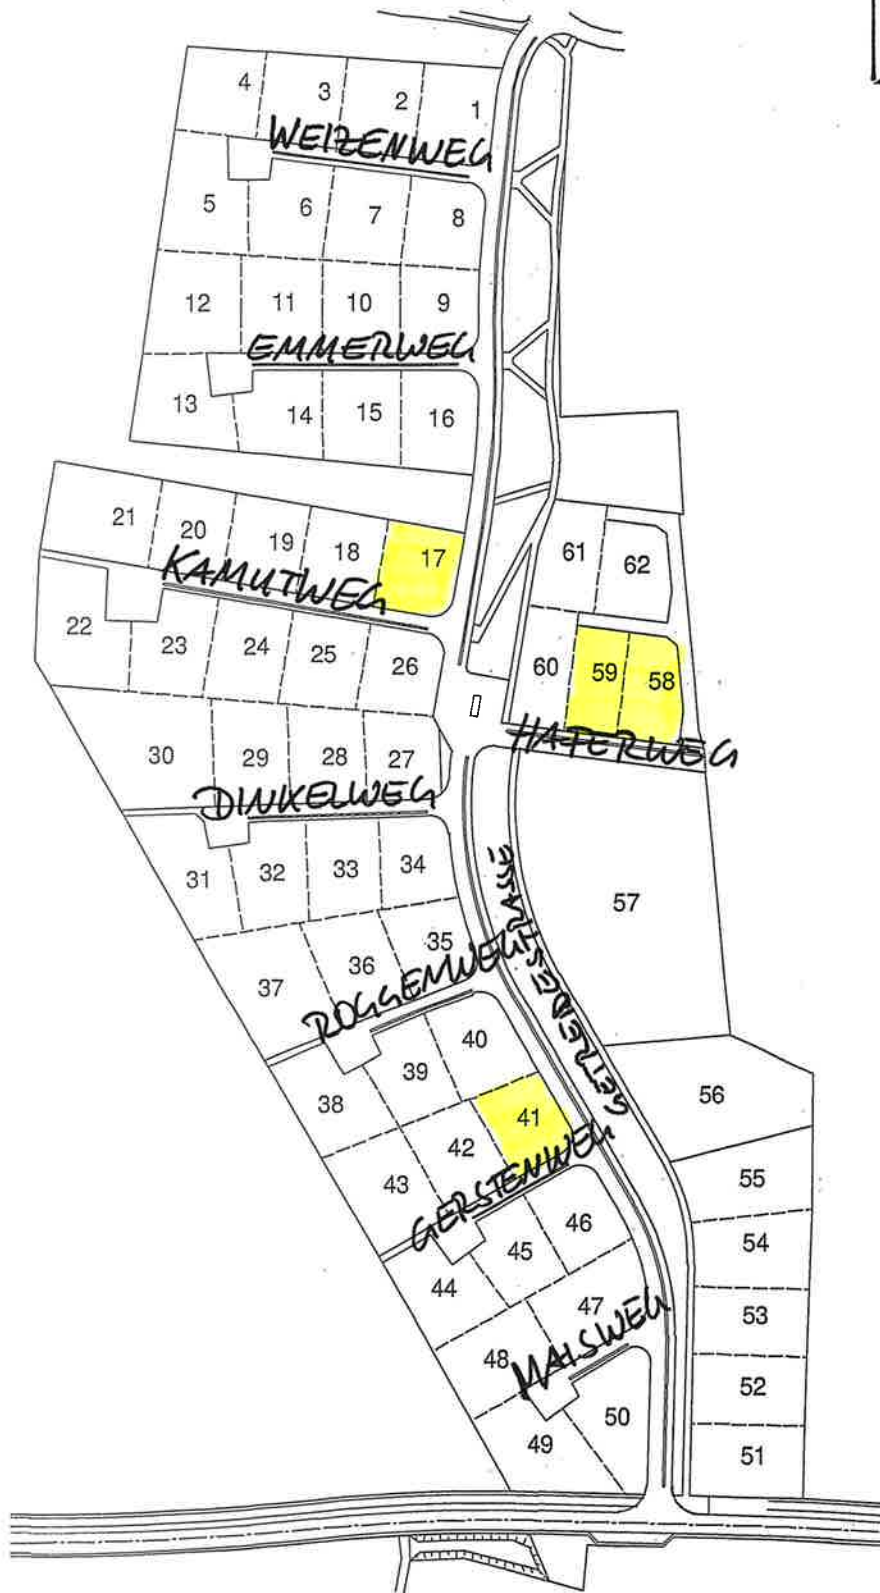 4 3 2 1
WEIZENWEG
5 6 7 8
12 11 10 9
EMMERWEG
13 14 15 16
21 20 19 18 17
KAMUTWEG
61 62
22 23 24 25 26
60 59 58
HAFERWEG
30 29 28 27
DINKELWEG
31 32 33 34
57
37 36 35
ROGGENWEG
GETREIDESTRASSE
38 39 40
56
43 42 41
GERSTENWEG
55
44 45 46
54
47
53
48
MAISWEG
52
49 50
51